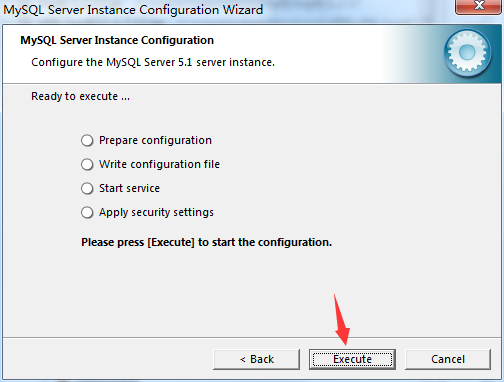 MySQL Server Instance Configuration Wizard
MySQL Server Instance Configuration
Configure the MySQL Server 5.1 server instance.
Ready to execute ...
Prepare configuration
Write configuration file
Start service
Apply security settings
Please press [Execute] to start the configuration.
< Back
Execute
Cancel